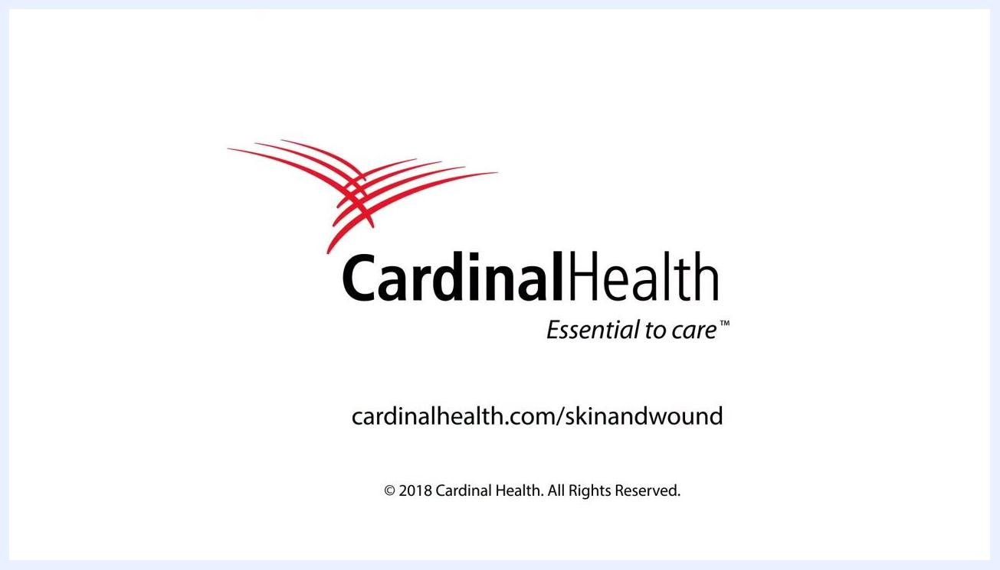 CardinalHealth
Essential to care™
cardinalhealth.com/skinandwound
© 2018 Cardinal Health. All Rights Reserved.